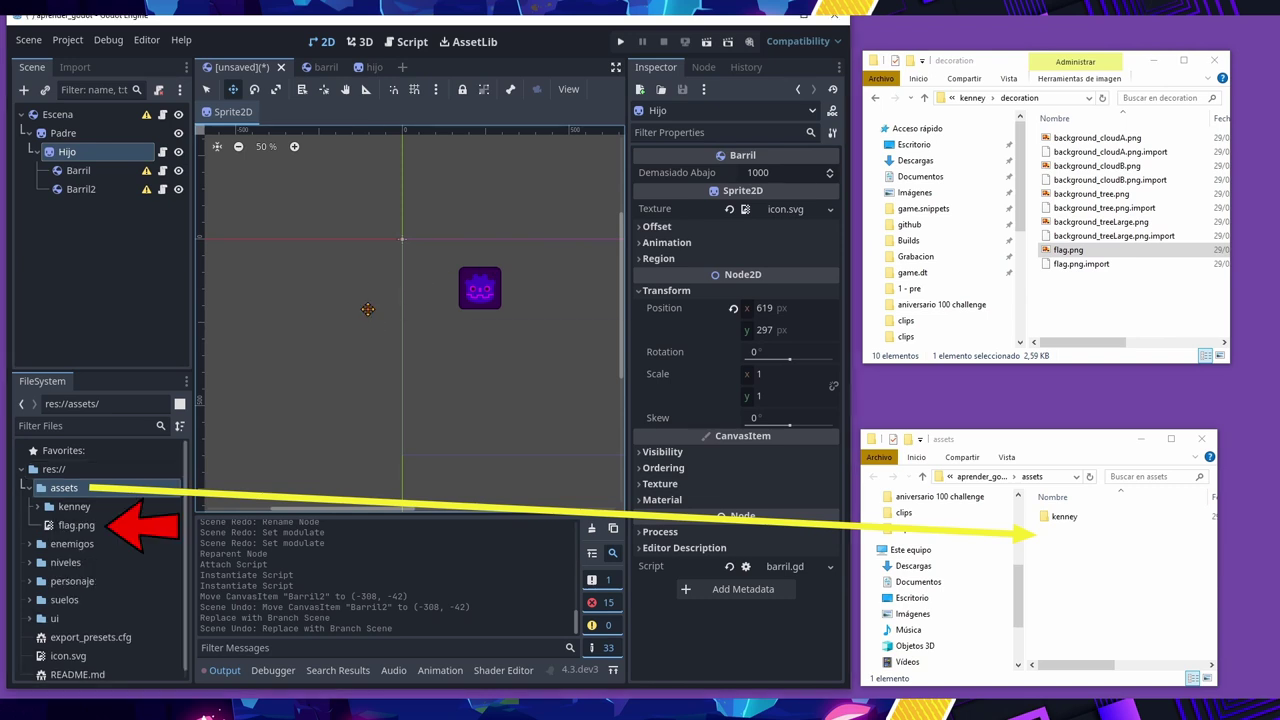 aprender_godot - Godot Engine
Scene Project Debug Editor Help
2D 3D Script AssetLib
Compatibility
Scene Import
[unsaved](*) barril hijo
Inspector Node History
Filter: name, t:t
View
Hijo
Escena
Sprite2D
Padre
Filter Properties
Hijo
50 %
Barril
Barril
Demasiado Abajo 1000
Barril2
Sprite2D
Texture icon.svg
Offset
Animation
Region
Node2D
Transform
Position x 619 px
y 297 px
Rotation 0°
Scale x 1
y 1
Skew 0°
CanvasItem
Visibility
Ordering
Texture
Material
Node
Process
Editor Description
Script barril.gd
Add Metadata
-500 0 500
0
500
FileSystem
res://assets/
Filter Files
Favorites:
res://
assets
kenney
flag.png
enemigos
niveles
personaje
suelos
ui
export_presets.cfg
icon.svg
README.md
Scene Redo: Rename Node
Scene Redo: Set modulate
Scene Redo: Set modulate
Reparent Node
Attach Script
Instantiate Script
Instantiate Script
Move CanvasItem "Barril2" to (-308, -42)
Scene Undo: Move CanvasItem "Barril2" to (-308, -42)
Replace with Branch Scene
Scene Undo: Replace with Branch Scene
1
15
0
33
Filter Messages
Output Debugger Search Results Audio Animation Shader Editor 4.3.dev3
decoration
Administrar
Archivo Inicio Compartir Vista Herramientas de imagen
« kenney > decoration
Buscar en decoration
Acceso rápido
Escritorio
Descargas
Documentos
Imágenes
game.snippets
github
Builds
Grabacion
game.dt
1 - pre
aniversario 100 challenge
clips
clips
Nombre Fech
background_cloudA.png 29/0
background_cloudA.png.import 29/0
background_cloudB.png 29/0
background_cloudB.png.import 29/0
background_tree.png 29/0
background_tree.png.import 29/0
background_treeLarge.png 29/0
background_treeLarge.png.import 29/0
flag.png 29/0
flag.png.import 29/0
10 elementos 1 elemento seleccionado 2,59 KB
assets
Archivo Inicio Compartir Vista
« aprender_go... > assets
Buscar en assets
aniversario 100 challenge
clips
Este equipo
Descargas
Documentos
Escritorio
Imágenes
Música
Objetos 3D
Vídeos
Nombre F
kenney 2
1 elemento